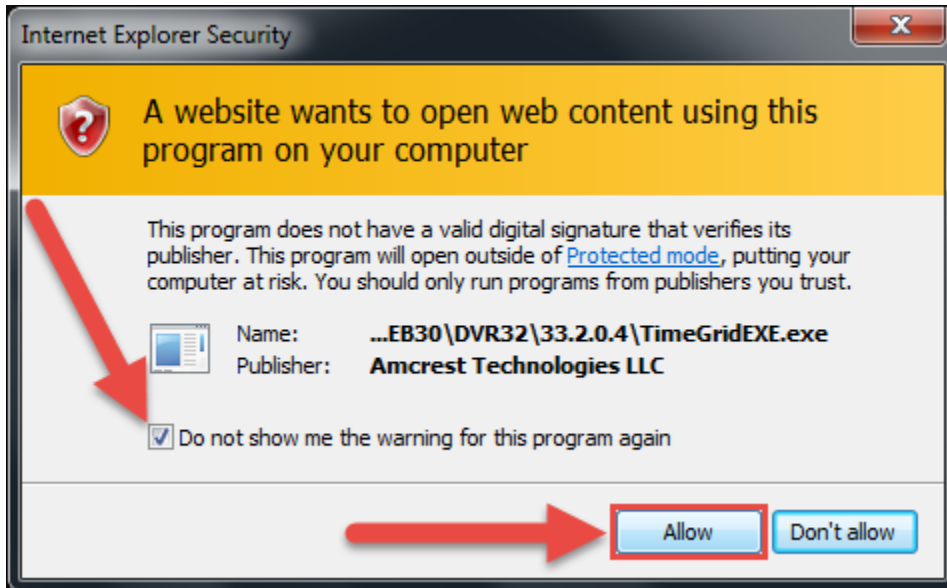 Internet Explorer Security
A website wants to open web content using this
program on your computer
This program does not have a valid digital signature that verifies its
publisher. This program will open outside of Protected mode, putting your
computer at risk. You should only run programs from publishers you trust.
Name: ...EB30\DVR32\33.2.0.4\TimeGridEXE.exe
Publisher: Amcrest Technologies LLC
Do not show me the warning for this program again
Allow Don't allow